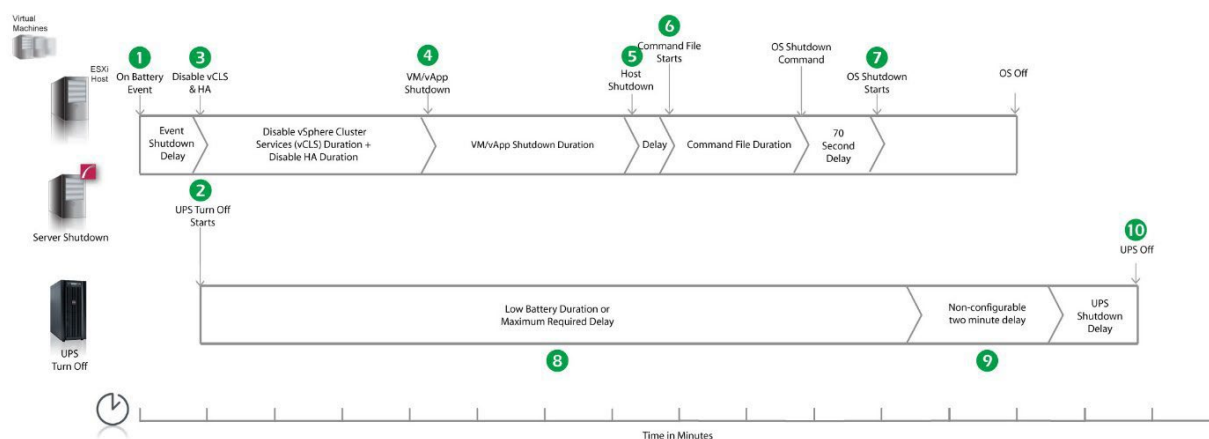 Virtual
Machines
ESXi
Host
1
On Battery
Event
3
Disable vCLS
& HA
4
VM/vApp
Shutdown
5
Host
Shutdown
6
Command File
Starts
OS Shutdown
Command
7
OS Shutdown
Starts
OS Off
Event
Shutdown
Delay
Disable vSphere Cluster
Services (vCLS) Duration +
Disable HA Duration
VM/vApp Shutdown Duration
Delay
Command File Duration
70
Second
Delay
Server Shutdown
2
UPS Turn Off
Starts
10
UPS Off
Low Battery Duration or
Maximum Required Delay
Non-configurable
two minute delay
UPS
Shutdown
Delay
UPS
Turn Off
8
9
Time in Minutes